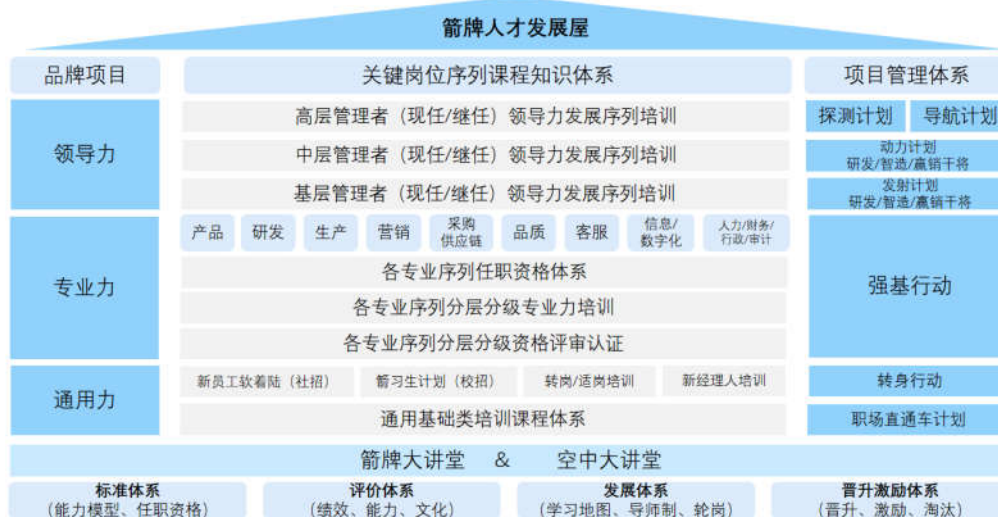 箭牌人才发展屋
品牌项目
关键岗位序列课程知识体系
项目管理体系
领导力
高层管理者（现任/继任）领导力发展序列培训
中层管理者（现任/继任）领导力发展序列培训
基层管理者（现任/继任）领导力发展序列培训
探测计划
导航计划
动力计划
研发/智造/赢销干将
发射计划
研发/智造/赢销干将
专业力
产品
研发
生产
营销
采购
供应链
品质
客服
信息/
数字化
人力/财务/
行政/审计
各专业序列任职资格体系
各专业序列分层分级专业力培训
各专业序列分层分级资格评审认证
强基行动
通用力
新员工软着陆（社招）
箭习生计划（校招）
转岗/适岗培训
新经理人培训
转身行动
通用基础类培训课程体系
职场直通车计划
箭牌大讲堂 & 空中大讲堂
标准体系
（能力模型、任职资格）
评价体系
（绩效、能力、文化）
发展体系
（学习地图、导师制、轮岗）
晋升激励体系
（晋升、激励、淘汰）